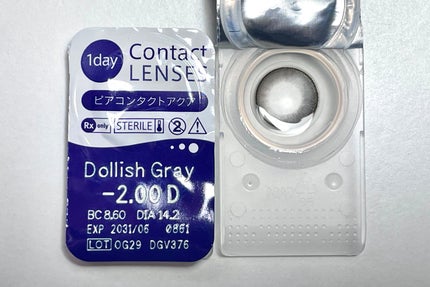 1day Contact
LENSES
ピアコンタクトアクア
Rx only STERILE
Dollish Gray
-2.00 D
BC 8.60 DIA 14.2
EXP 2031/06 0861
LOT OG29 DGV376